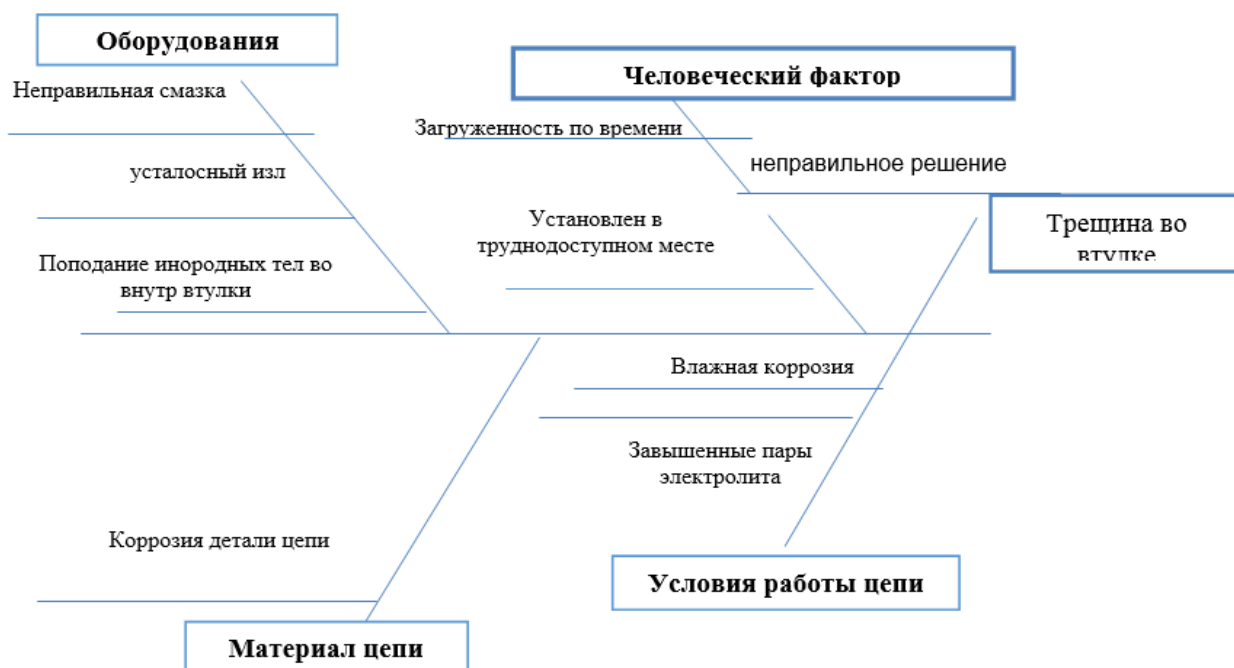 Оборудования
Человеческий фактор
Неправильная смазка
Загруженность по времени
усталосный изл
неправильное решение
Установлен в
труднодоступном месте
Трещина во
втулке
Поподание инородных тел во
внутр втулки
Влажная коррозия
Завышенные пары
электролита
Коррозия детали цепи
Условия работы цепи
Материал цепи